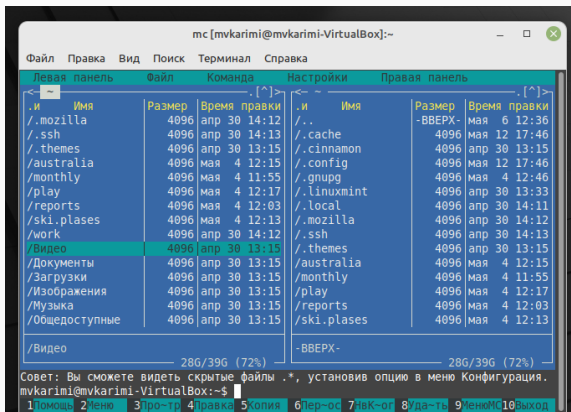 mc [mvkarimi@mvkarimi-VirtualBox]:~
Файл Правка Вид Поиск Терминал Справка
Левая панель Файл Команда Настройки Правая панель
<— ~ .[^]> <— ~ .[^]>
.и Имя Размер Время правки .и Имя Размер Время правки
/.mozilla 4096 апр 30 14:12 /.. -ВВЕРХ- мая 6 12:36
/.ssh 4096 апр 30 14:13 /.cache 4096 мая 12 17:46
/.themes 4096 апр 30 13:15 /.cinnamon 4096 апр 30 13:15
/australia 4096 мая 4 12:15 /.config 4096 мая 12 17:46
/monthly 4096 мая 4 11:55 /.gnupg 4096 мая 4 12:46
/play 4096 мая 4 12:17 /.linuxmint 4096 апр 30 13:33
/reports 4096 мая 4 12:03 /.local 4096 апр 30 14:11
/ski.plases 4096 мая 4 12:13 /.mozilla 4096 апр 30 14:12
/work 4096 апр 30 14:12 /.ssh 4096 апр 30 14:13
/Видео 4096 апр 30 13:15 /.themes 4096 апр 30 13:15
/Документы 4096 апр 30 13:15 /australia 4096 мая 4 12:15
/Загрузки 4096 апр 30 13:15 /monthly 4096 мая 4 11:55
/Изображения 4096 апр 30 13:15 /play 4096 мая 4 12:17
/Музыка 4096 апр 30 13:15 /reports 4096 мая 4 12:03
/Общедоступные 4096 апр 30 13:15 /ski.plases 4096 мая 4 12:13
/Видео -ВВЕРХ-
28G/39G (72%) 28G/39G (72%)
Совет: Вы сможете видеть скрытые файлы .*, установив опцию в меню Конфигурация.
mvkarimi@mvkarimi-VirtualBox:~$
1Помощь 2Меню 3Про~тр 4Правка 5Копия 6Пер~ос 7НвК~ог 8Уда~ть 9МенюMC 10Выход